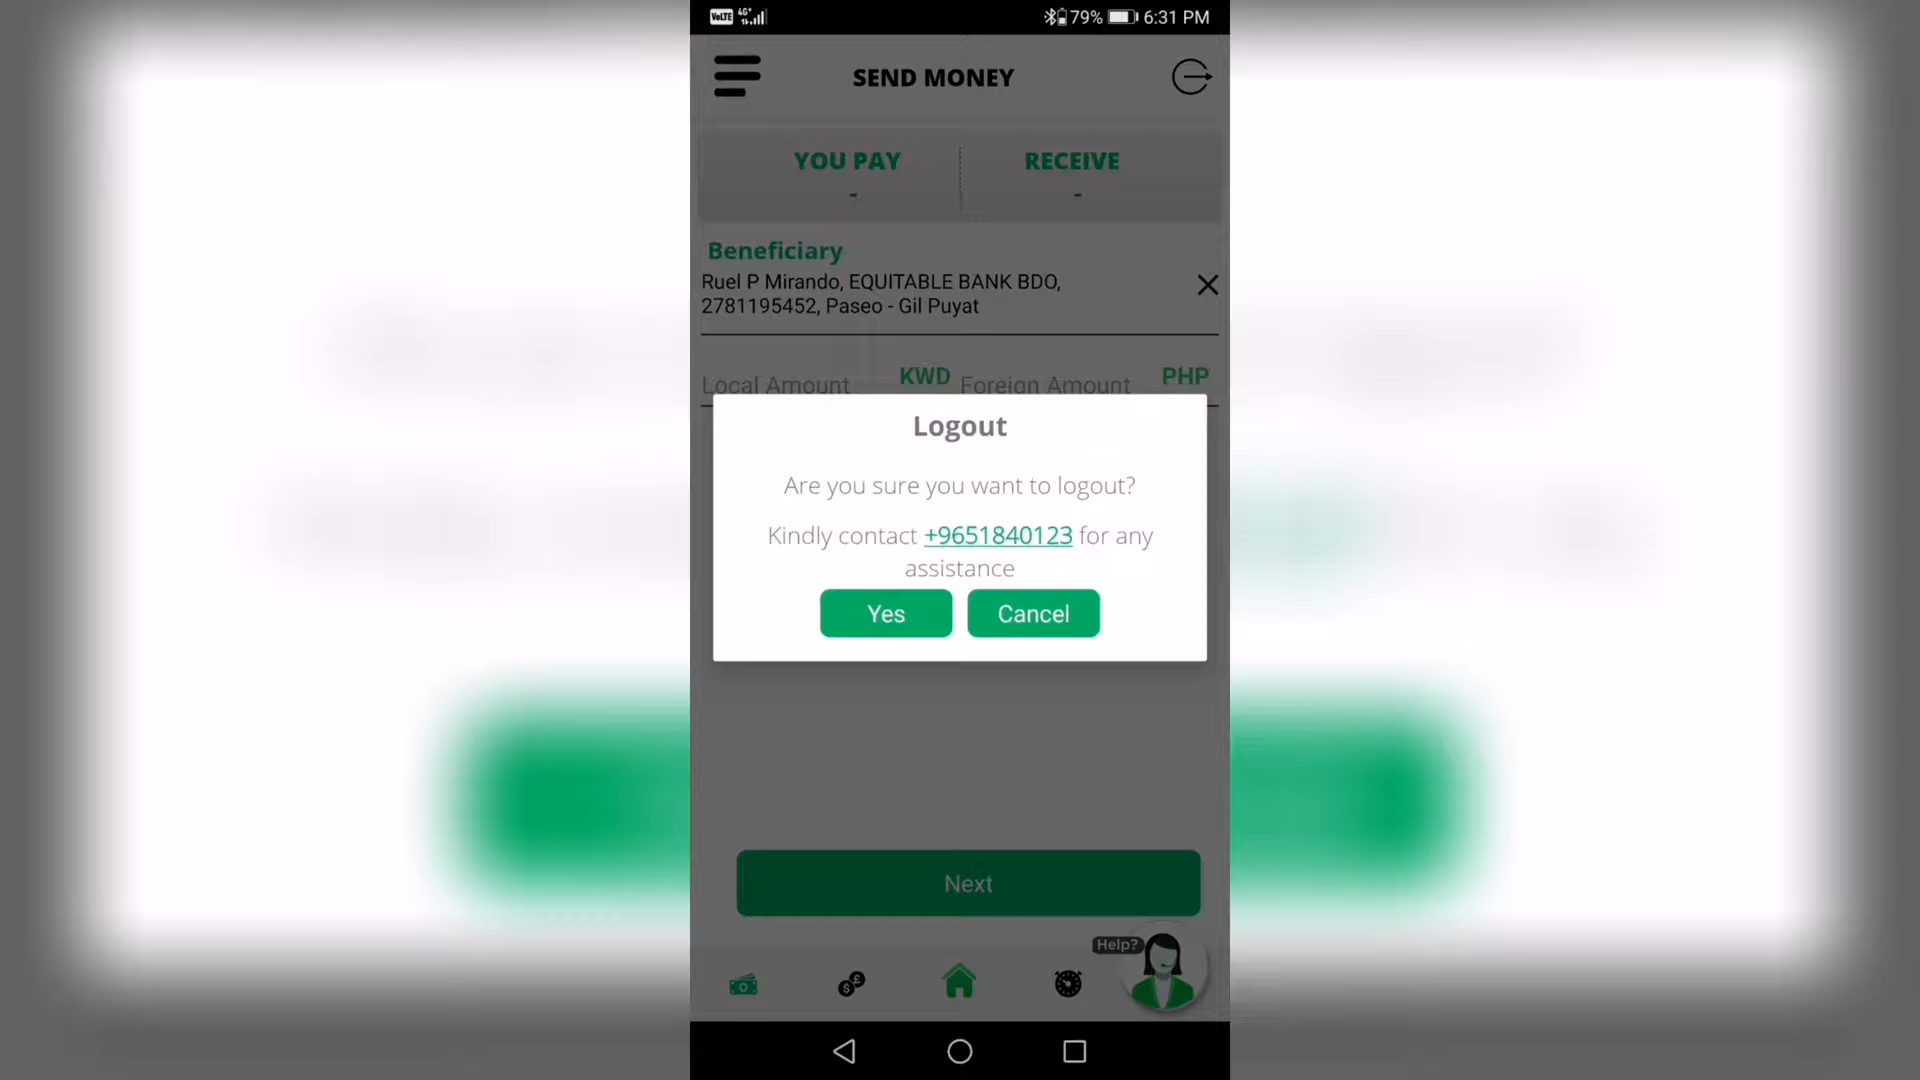 VoLTE 4G+ 79% 6:31 PM
SEND MONEY
YOU PAY RECEIVE
- -
Beneficiary
Ruel P Mirando, EQUITABLE BANK BDO,
2781195452, Paseo - Gil Puyat
Local Amount KWD Foreign Amount PHP
Logout
Are you sure you want to logout?
Kindly contact +9651840123 for any
assistance
Yes Cancel
Next
Help?